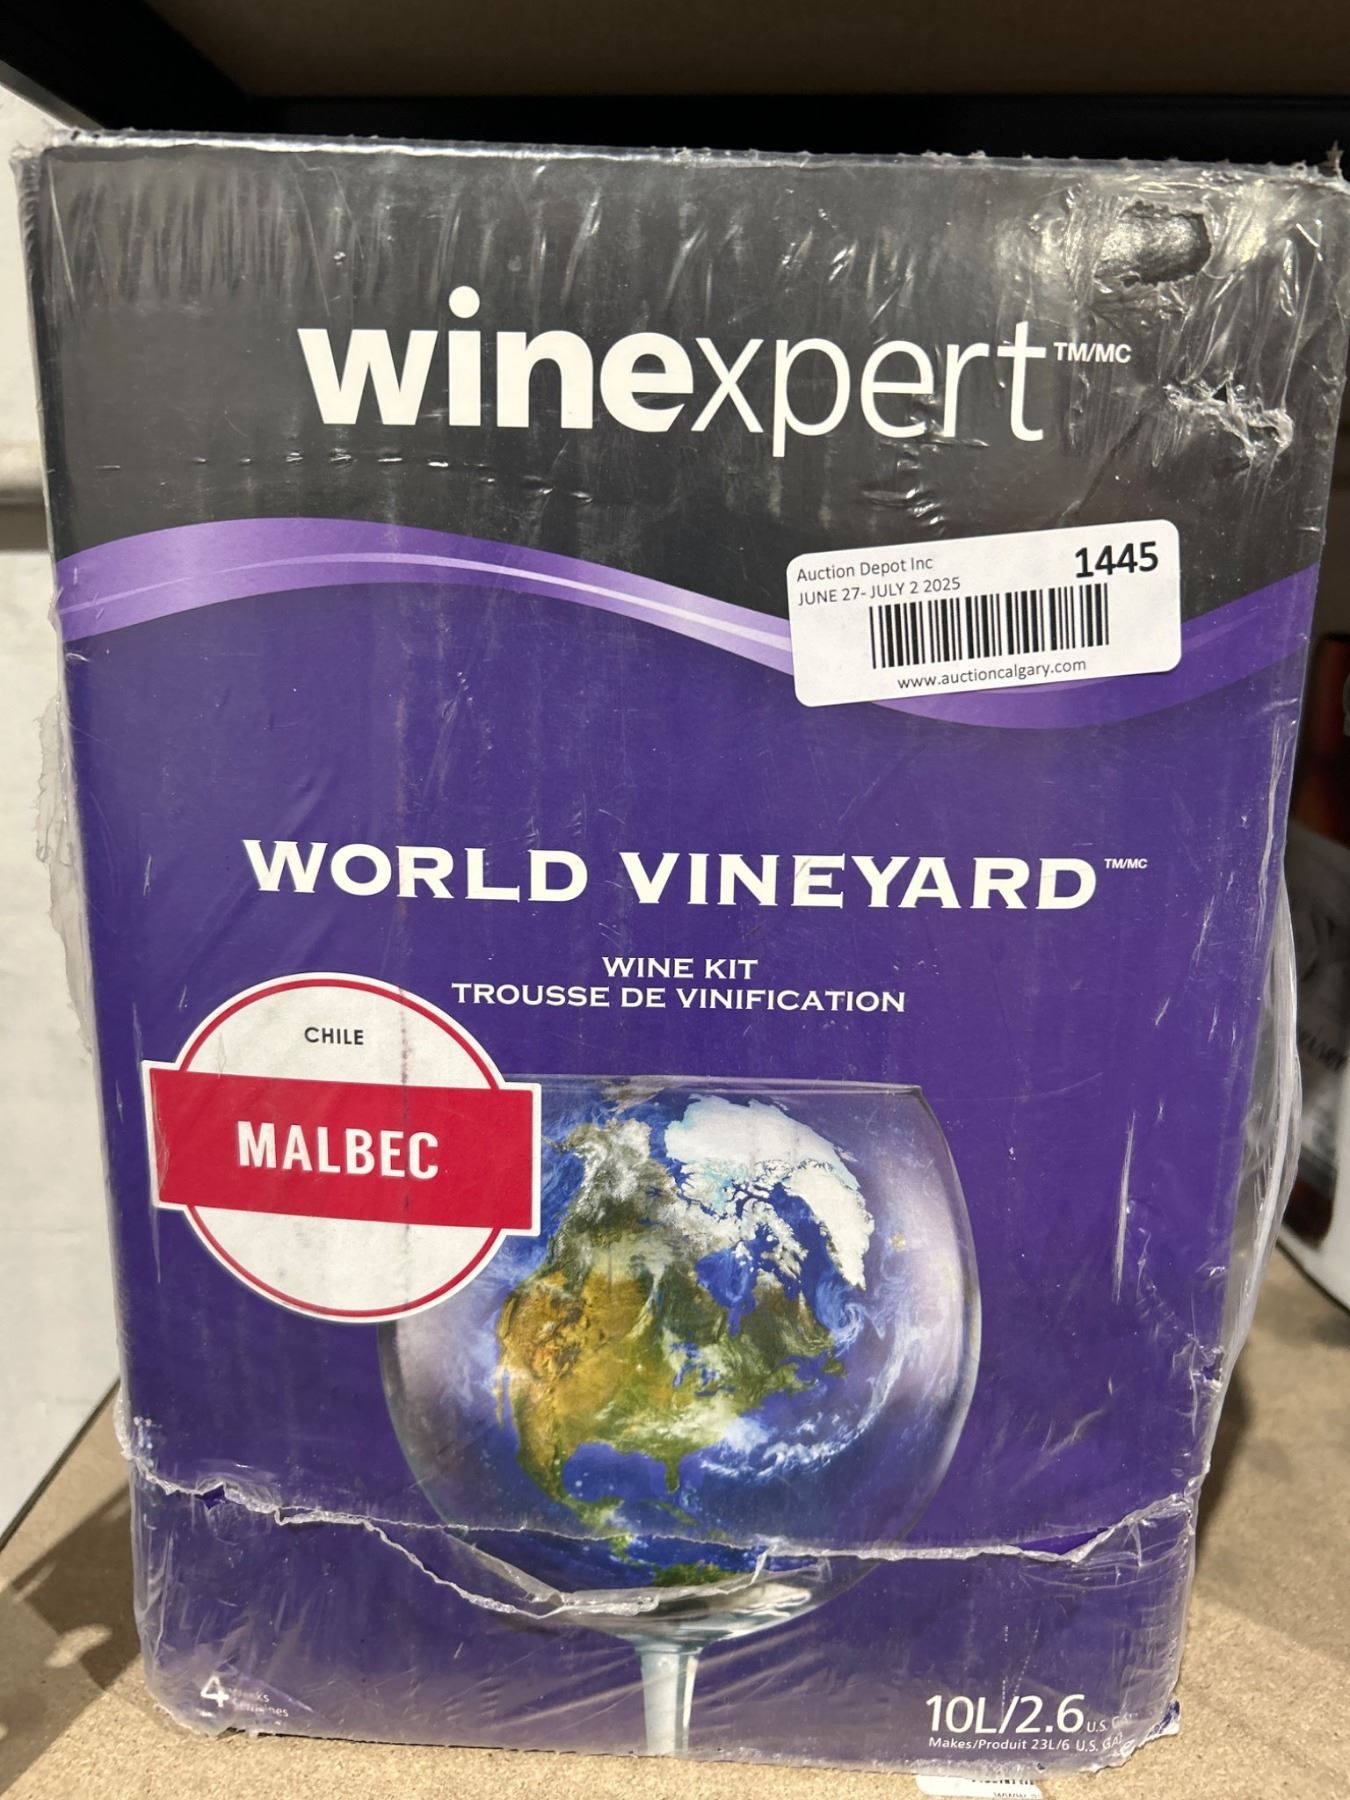 winexpert™/MC
Auction Depot Inc
1445
JUNE 27- JULY 2 2025
www.auctioncalgary.com
WORLD VINEYARD™/MC
WINE KIT
TROUSSE DE VINIFICATION
CHILE
MALBEC
4
10L/2.6 U.S.
Makes/Produit 23L/6 U.S. GAL